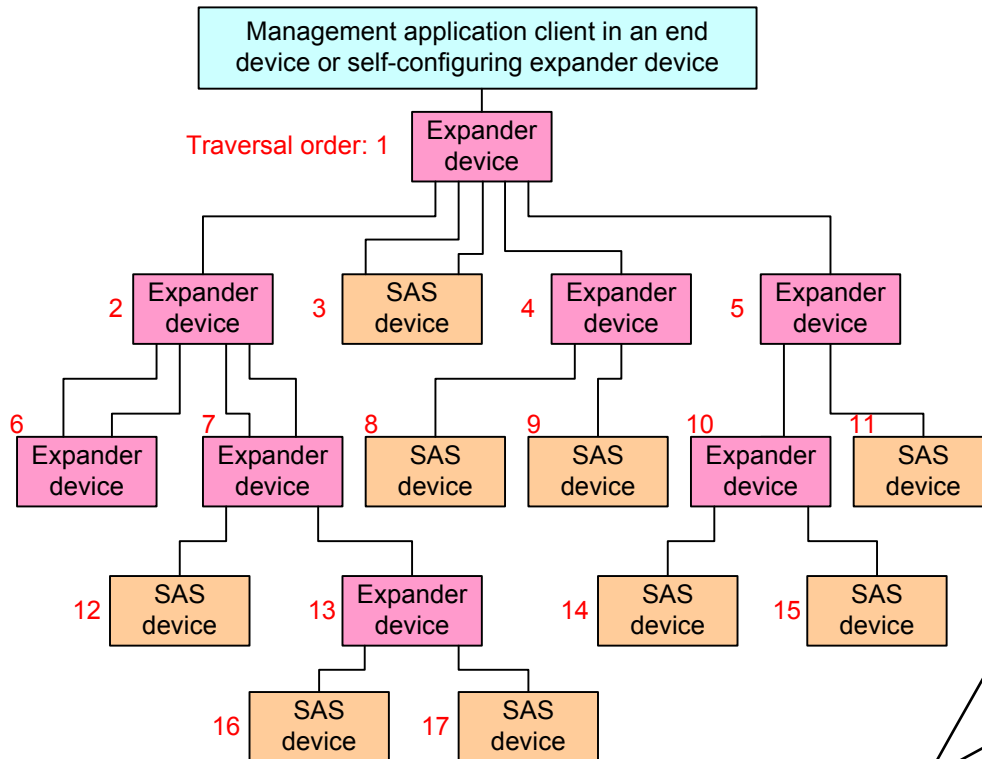 Management application client in an end
device or self-configuring expander device
Traversal order: 1
Expander
device
2
Expander
device
3
SAS
device
4
Expander
device
5
Expander
device
6
Expander
device
7
Expander
device
8
SAS
device
9
SAS
device
10
Expander
device
11
SAS
device
12
SAS
device
13
Expander
device
14
SAS
device
15
SAS
device
16
SAS
device
17
SAS
device